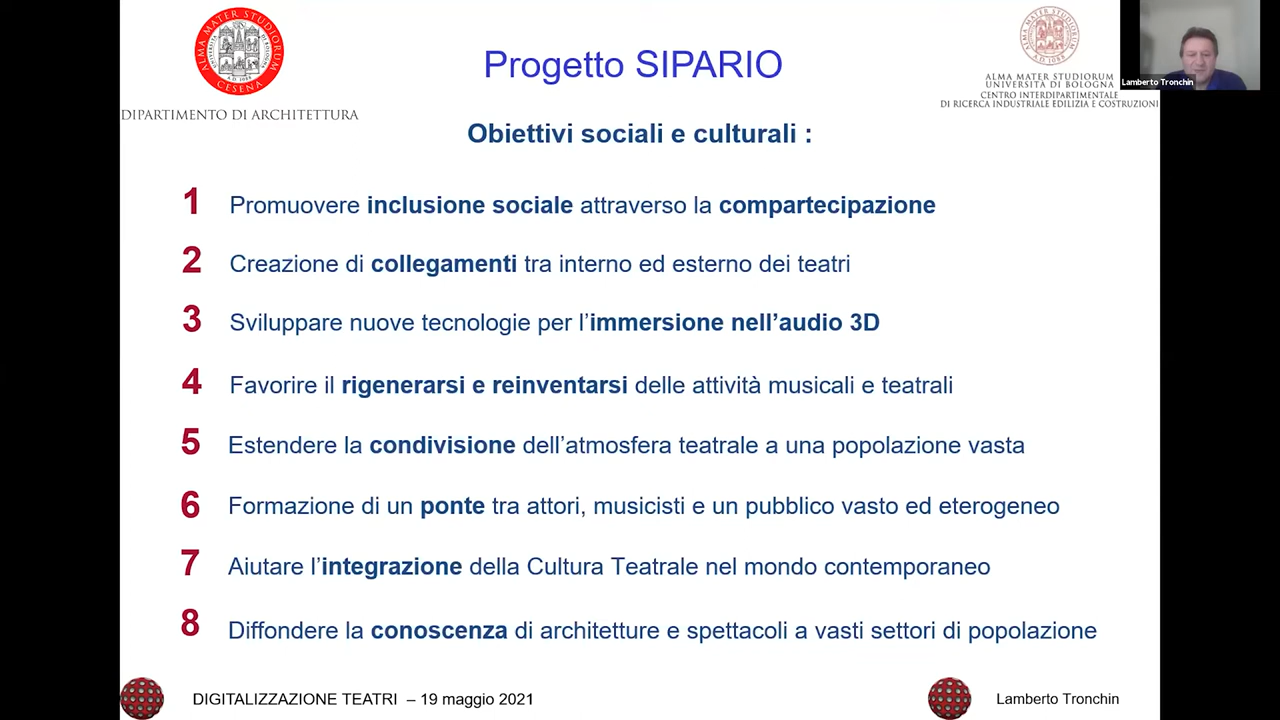 ALMA MATER STUDIORUM
CESENA
DIPARTIMENTO DI ARCHITETTURA
Progetto SIPARIO
ALMA MATER STUDIORUM
UNIVERSITÀ DI BOLOGNA
CENTRO INTERDIPARTIMENTALE
DI RICERCA INDUSTRIALE EDILIZIA E COSTRUZIONI
Lamberto Tronchin
Obiettivi sociali e culturali :
1 Promuovere inclusione sociale attraverso la compartecipazione
2 Creazione di collegamenti tra interno ed esterno dei teatri
3 Sviluppare nuove tecnologie per l’immersione nell’audio 3D
4 Favorire il rigenerarsi e reinventarsi delle attività musicali e teatrali
5 Estendere la condivisione dell’atmosfera teatrale a una popolazione vasta
6 Formazione di un ponte tra attori, musicisti e un pubblico vasto ed eterogeneo
7 Aiutare l’integrazione della Cultura Teatrale nel mondo contemporaneo
8 Diffondere la conoscenza di architetture e spettacoli a vasti settori di popolazione
DIGITALIZZAZIONE TEATRI – 19 maggio 2021
Lamberto Tronchin